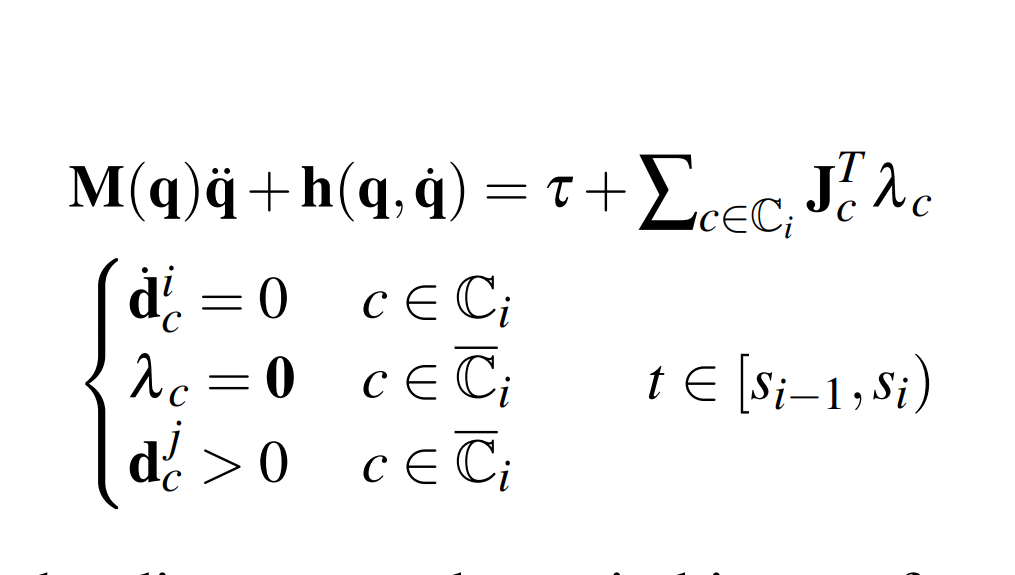 M(q)q̈ + h(q, q̇) = τ + ∑_{c∈ℂ_i} J_c^T λ_c
ḋ_c^i = 0 c ∈ ℂ_i
λ_c = 0 c ∈ ℂ̅_i t ∈ [s_{i−1}, s_i)
d_c^j > 0 c ∈ ℂ̅_i